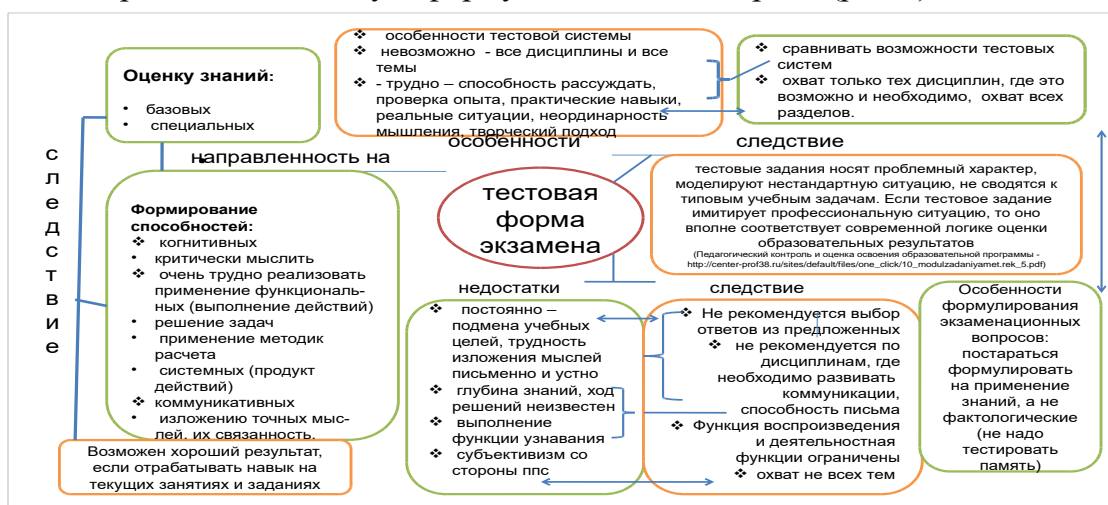 Оценку знаний:
• базовых
• специальных
❖ особенности тестовой системы
❖ невозможно - все дисциплины и все
темы
❖ - трудно – способность рассуждать,
проверка опыта, практические навыки,
реальные ситуации, неординарность
мышления, творческий подход
❖ сравнивать возможности тестовых
систем
❖ охват только тех дисциплин, где это
возможно и необходимо, охват всех
разделов.
следствие
направленность на
особенности
следствие
Формирование
способностей:
❖ когнитивных
• критически мыслить
❖ очень трудно реализовать
применение функциональ-
ных (выполнение действий)
• решение задач
• применение методик
расчета
• системных (продукт
действий)
❖ коммуникативных
• изложению точных мыс-
лей, их связанность.
тестовая
форма
экзамена
тестовые задания носят проблемный характер,
моделируют нестандартную ситуацию, не сводятся к
типовым учебным задачам. Если тестовое задание
имитирует профессиональную ситуацию, то оно
вполне соответствует современной логике оценки
образовательных результатов
(Педагогический контроль и оценка освения образовательной программы -
http://center-prof38.ru/sites/default/files/one_click/10_modulzadaniyamet.rek_5.pdf)
недостатки
следствие
❖ постоянно –
подмена учебных
целей, трудность
изложения мыслей
письменно и устно
❖ глубина знаний, ход
решений неизвестен
❖ выполнение
функции узнавания
❖ субъективизм со
стороны ппс
❖ Не рекомендуется выбор
ответов из предложенных
❖ не рекомендуется по
дисциплинам, где
необходимо развивать
коммуникации,
способность письма
❖ Функция воспроизведения
и деятельностная
функции ограничены
❖ охват не всех тем
Особенности
формулирования
экзаменационных
вопросов:
постараться
формулировать
на применение
знаний, а не
фактологические
(не надо
тестировать
память)
Возможен хороший результат,
если отрабатывать навык на
текущих занятиях и заданиях